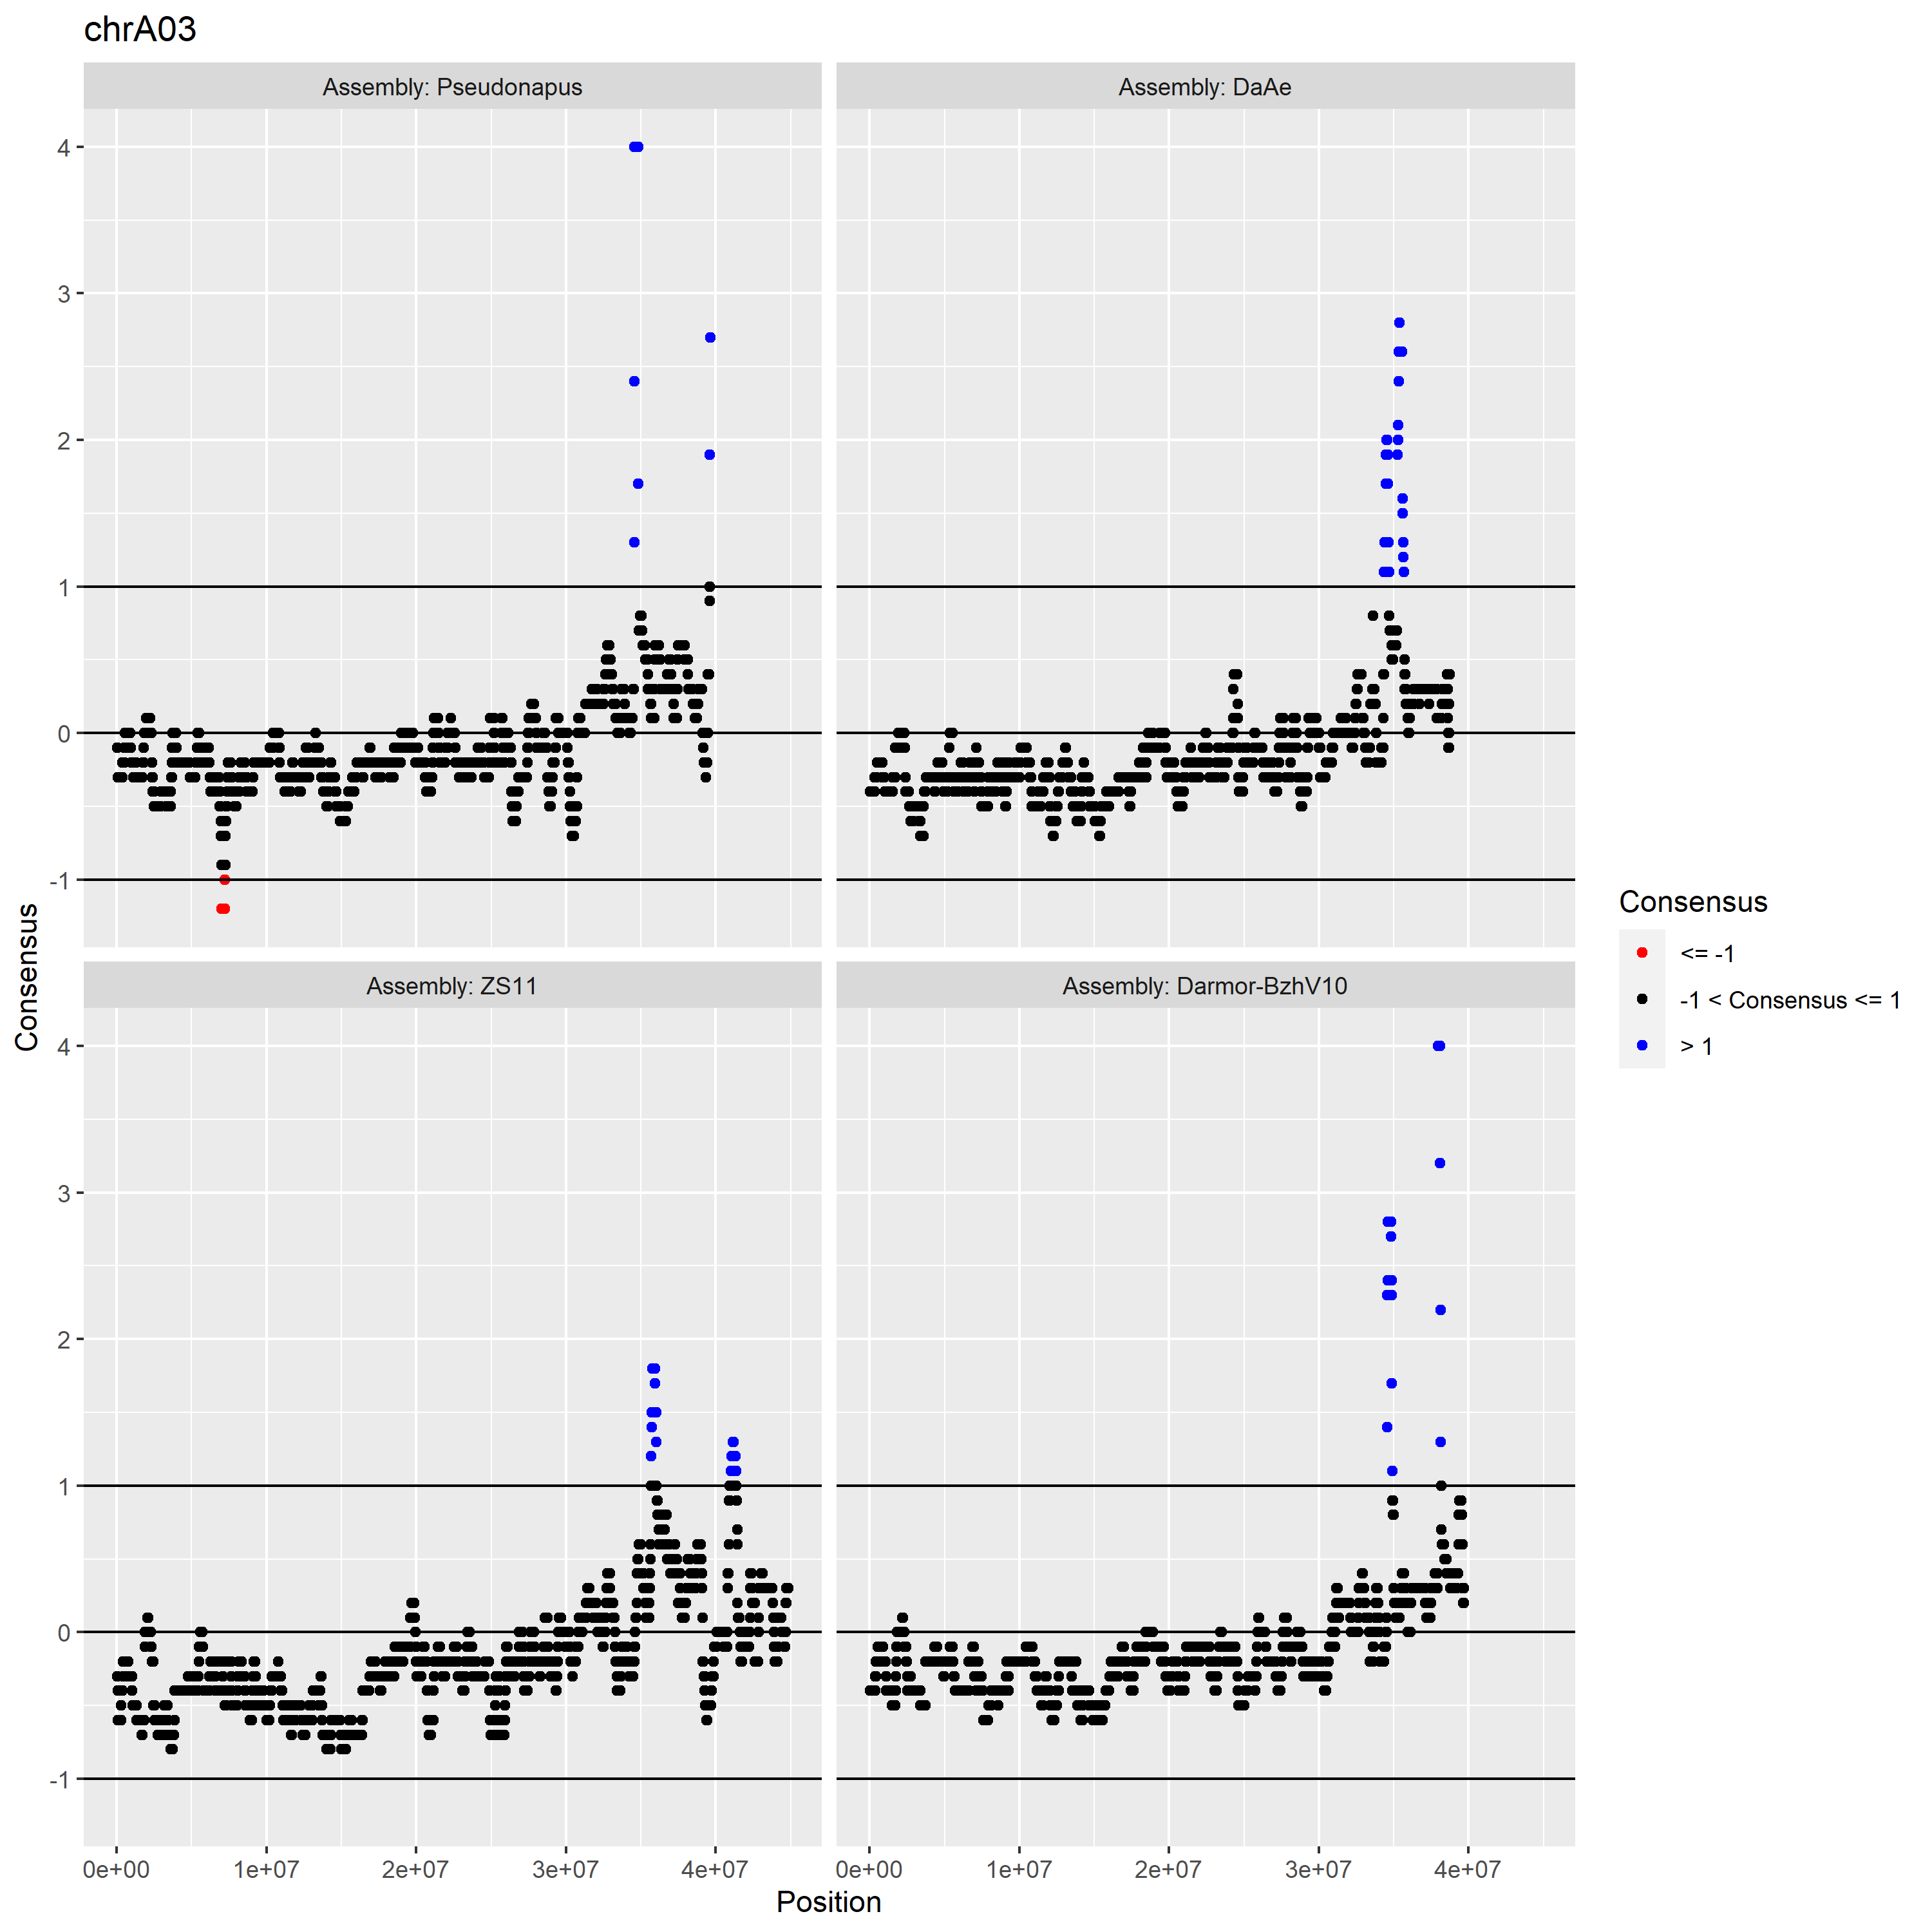 chrA03
Assembly: Pseudonapus
Assembly: DaAe
4
3
2
1
0
-1
Assembly: ZS11
Assembly: Darmor-BzhV10
4
3
2
1
0
-1
Consensus
0e+00 1e+07 2e+07 3e+07 4e+07
0e+00 1e+07 2e+07 3e+07 4e+07
Position
Consensus
<= -1
-1 < Consensus <= 1
> 1